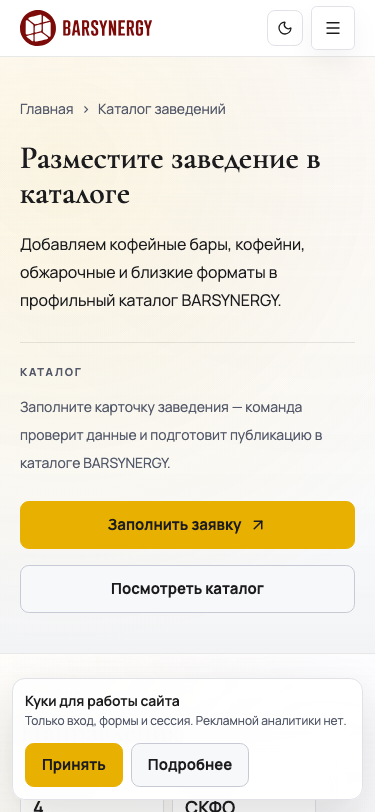 BARSYNERGY
Главная > Каталог заведений
Разместите заведение в
каталоге
Добавляем кофейные бары, кофейни,
обжарочные и близкие форматы в
профильный каталог BARSYNERGY.
КАТАЛОГ
Заполните карточку заведения — команда
проверит данные и подготовит публикацию в
каталоге BARSYNERGY.
Заполнить заявку
Посмотреть каталог
Куки для работы сайта
Только вход, формы и сессия. Рекламной аналитики нет.
Принять Подробнее
4 СКФО